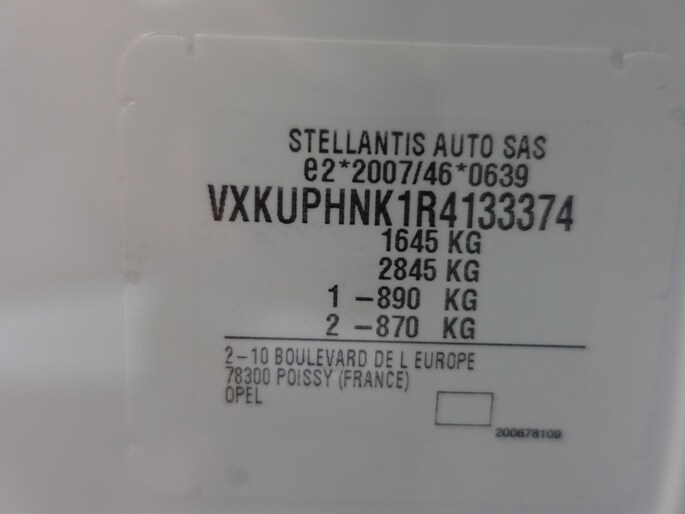 STELLANTIS AUTO SAS
e2*2007/46*0639
VXKUPHNK1R4133374
1645 KG
2845 KG
1 -890 KG
2 -870 KG
2-10 BOULEVARD DE L EUROPE
78300 POISSY (FRANCE)
OPEL
200678109